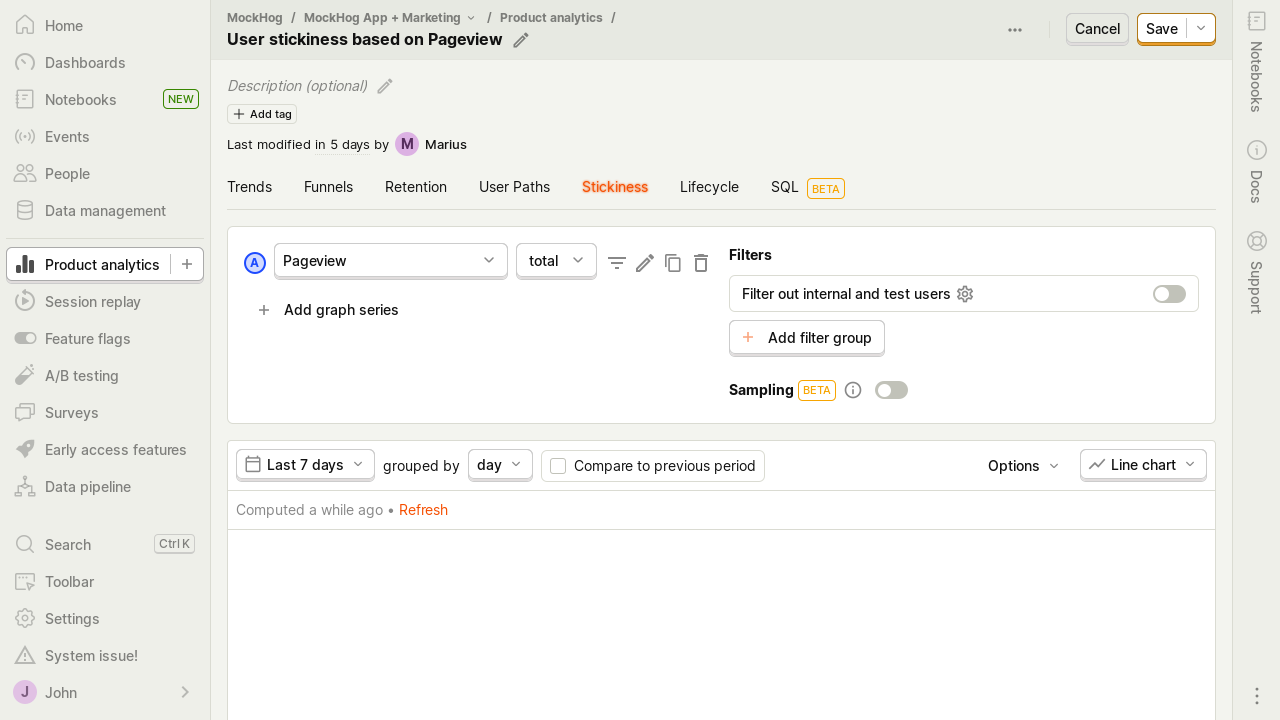 Home
Dashboards
Notebooks NEW
Events
People
Data management
Product analytics
Session replay
Feature flags
A/B testing
Surveys
Early access features
Data pipeline
Search Ctrl K
Toolbar
Settings
System issue!
J John
MockHog / MockHog App + Marketing / Product analytics /
User stickiness based on Pageview
Cancel
Save
Description (optional)
Add tag
Last modified in 5 days by M Marius
Trends Funnels Retention User Paths Stickiness Lifecycle SQL BETA
A Pageview total
Add graph series
Filters
Filter out internal and test users
Add filter group
Sampling BETA
Last 7 days grouped by day Compare to previous period Options Line chart
Computed a while ago • Refresh
Notebooks
Docs
Support